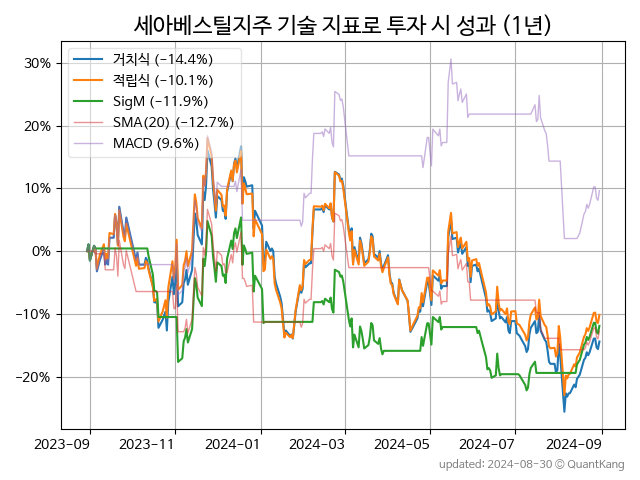 세아베스틸지주 기술 지표로 투자 시 성과 (1년)
거치식 (−14.4%)
적립식 (−10.1%)
SigM (−11.9%)
SMA(20) (−12.7%)
MACD (9.6%)
30%
20%
10%
0%
−10%
−20%
2023-09 2023-11 2024-01 2024-03 2024-05 2024-07 2024-09
updated: 2024-08-30 © QuantKang